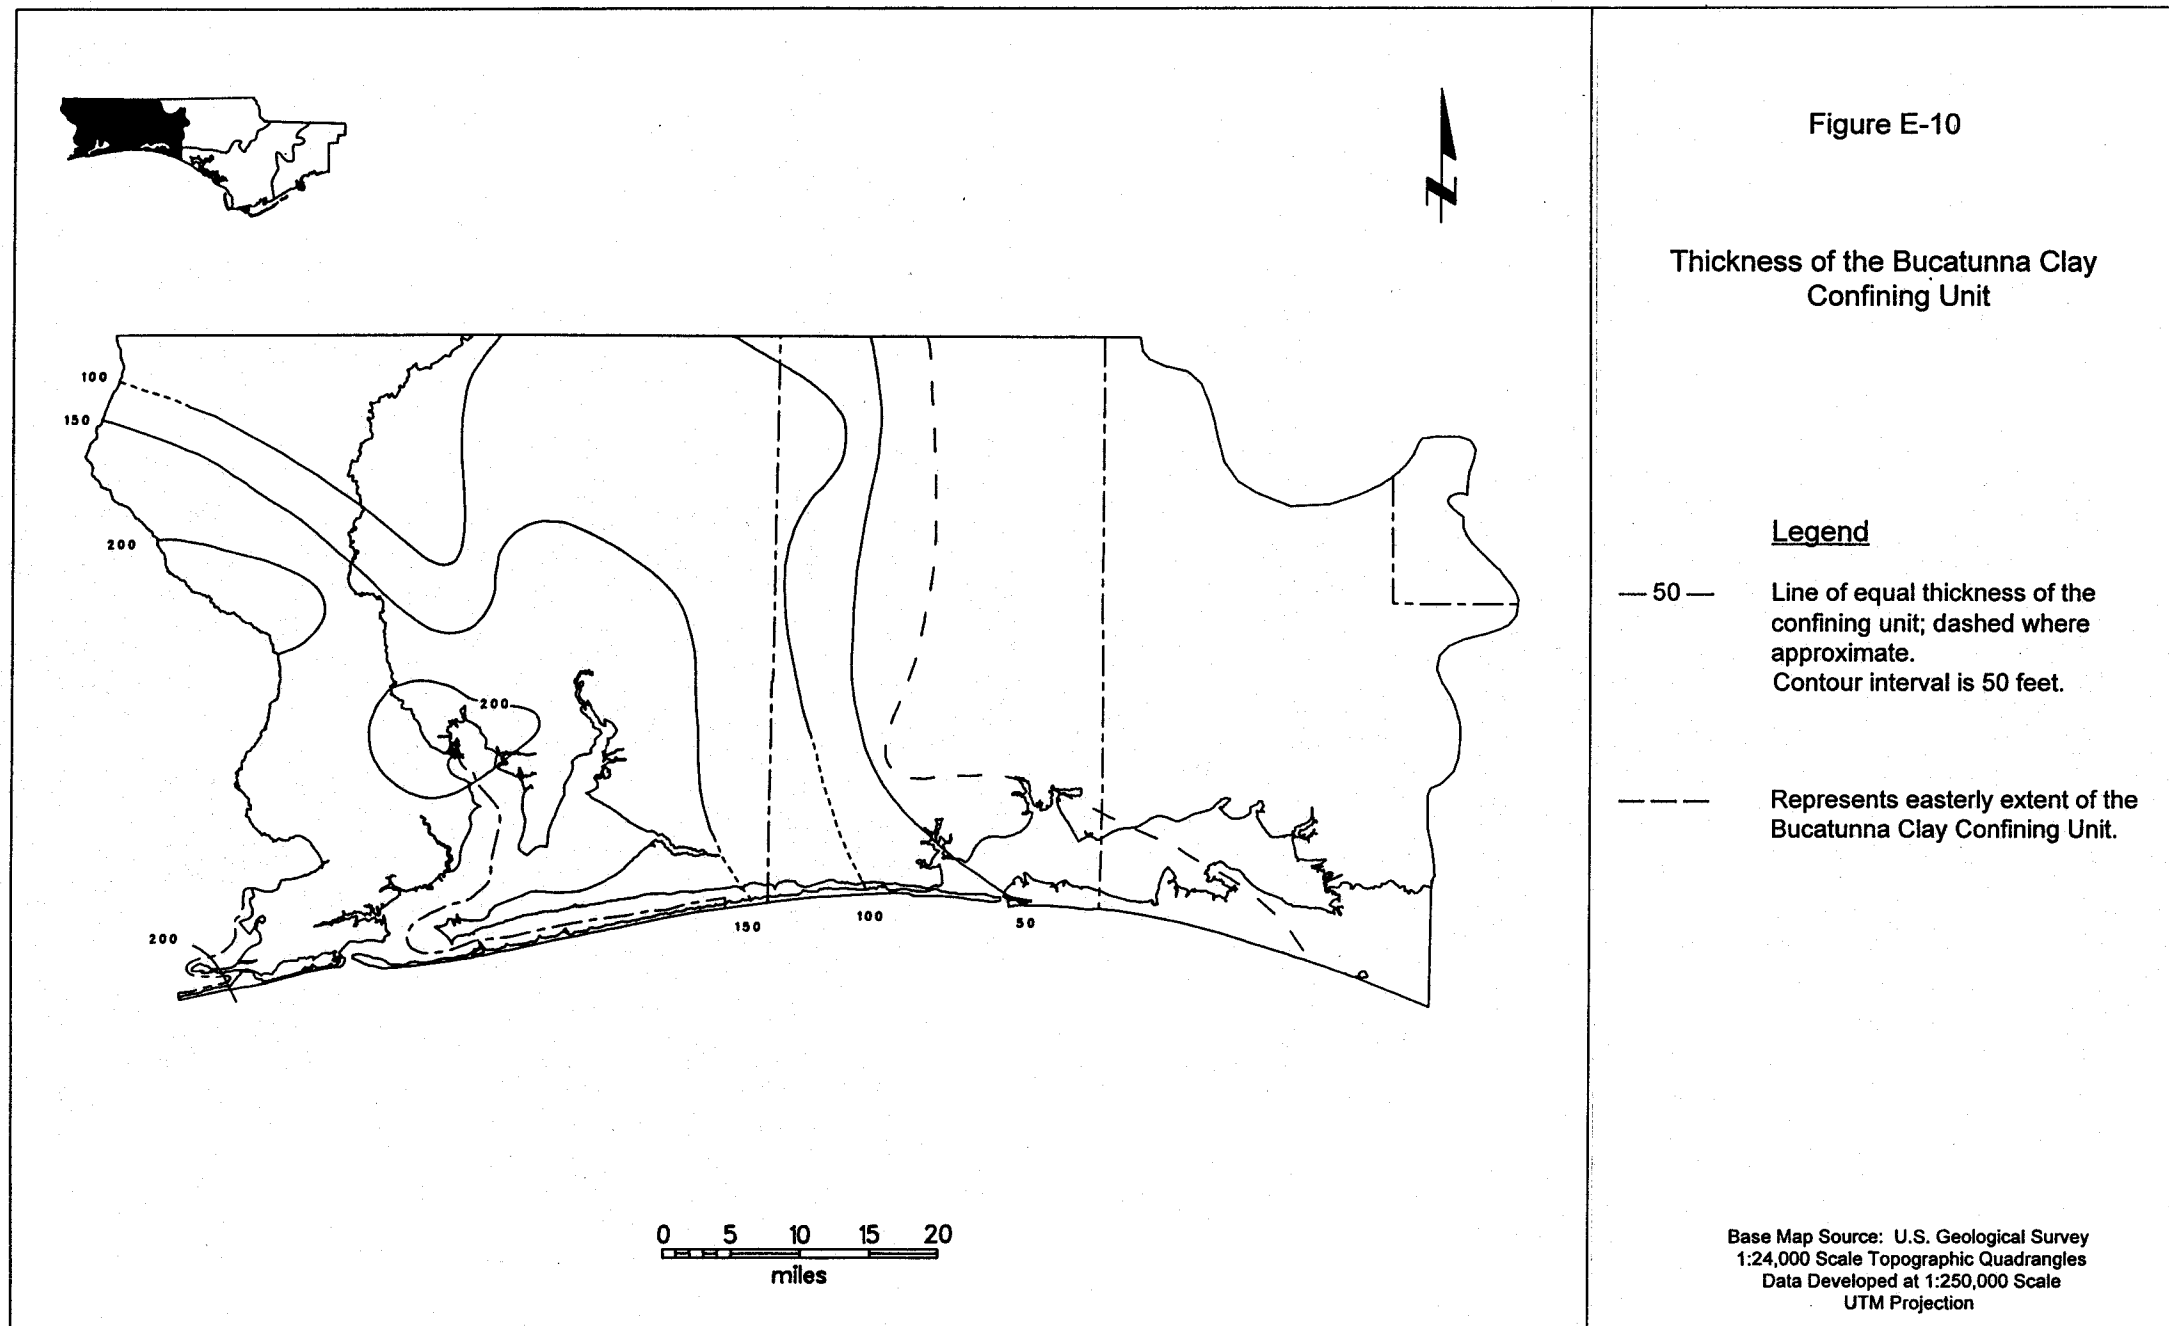 Figure E-10
Thickness of the Bucatunna Clay
Confining Unit
100
150
200
200
200
150
100
50
Legend
— 50 —
Line of equal thickness of the
confining unit; dashed where
approximate.
Contour interval is 50 feet.
Represents easterly extent of the
Bucatunna Clay Confining Unit.
0 5 10 15 20
miles
Base Map Source: U.S. Geological Survey
1:24,000 Scale Topographic Quadrangles
Data Developed at 1:250,000 Scale
UTM Projection